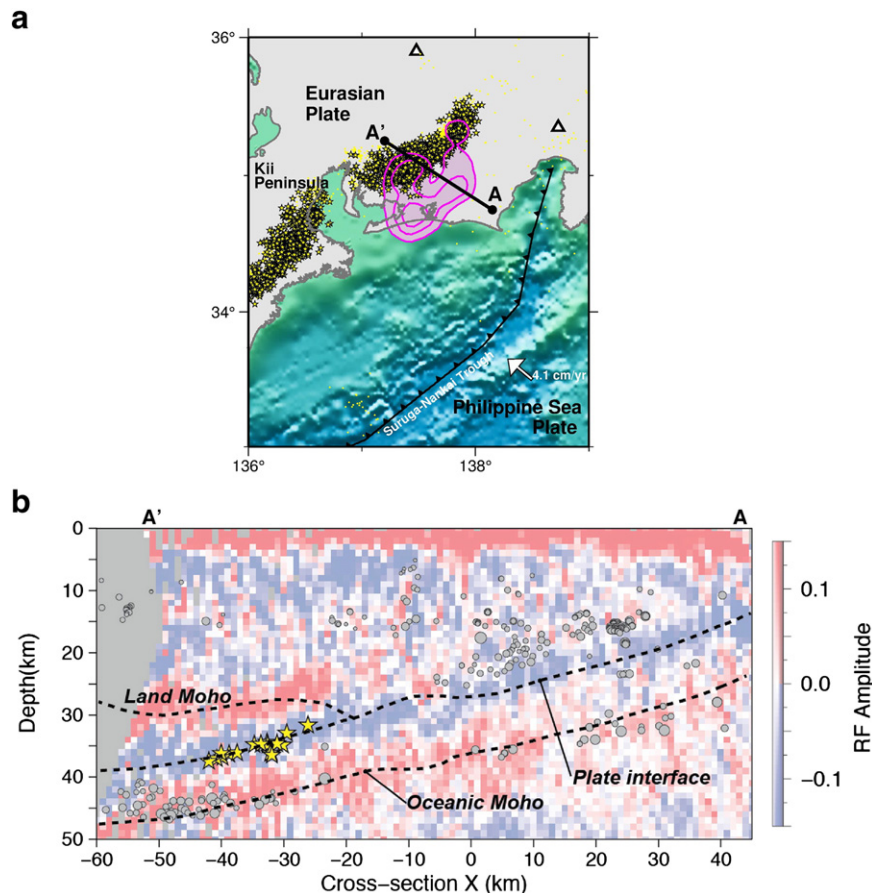 a
36°
Eurasian
Plate
A'
Kii
Peninsula
A
34°
4.1 cm/yr
Suruga-Nankai Trough
Philippine Sea
Plate
136°
138°
b
A'
A
0
10
20
30
40
50
Depth(km)
Land Moho
Plate interface
Oceanic Moho
−60
−50
−40
−30
−20
−10
0
10
20
30
40
Cross−section X (km)
0.1
0.0
−0.1
RF Amplitude